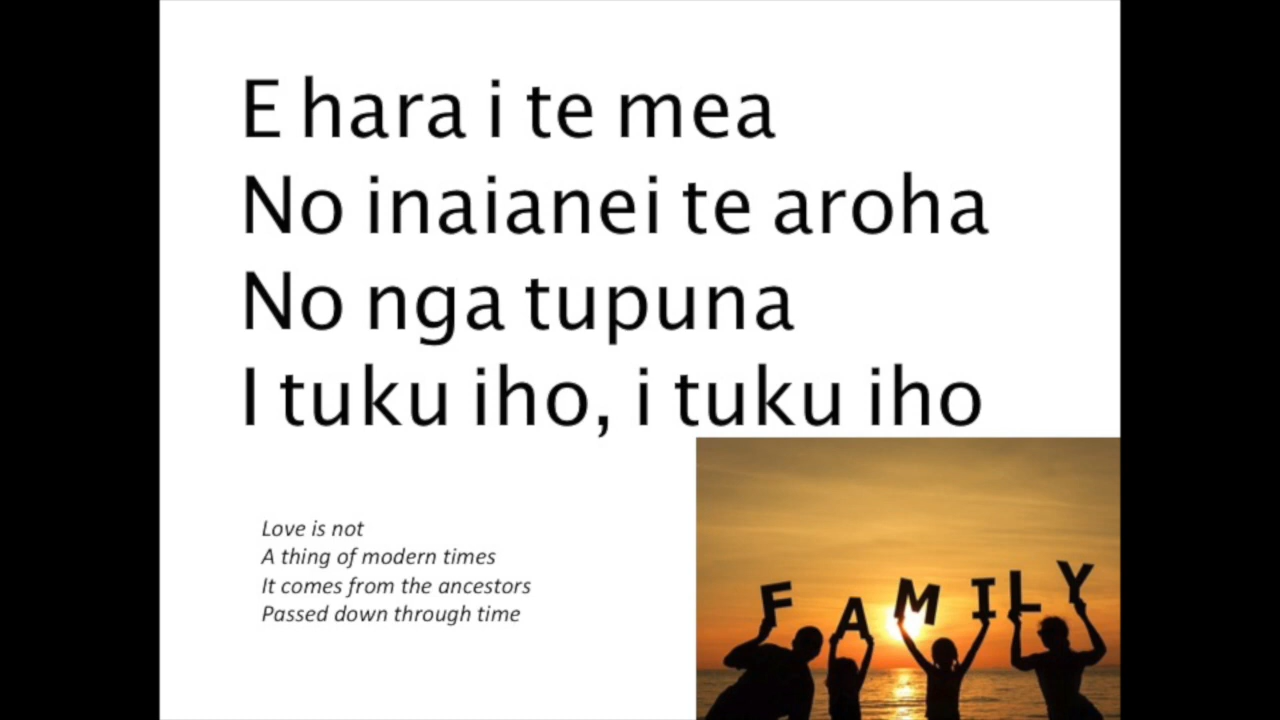 E hara i te mea
No inaianei te aroha
No nga tupuna
I tuku iho, i tuku iho
Love is not
A thing of modern times
It comes from the ancestors
Passed down through time
FAMILY